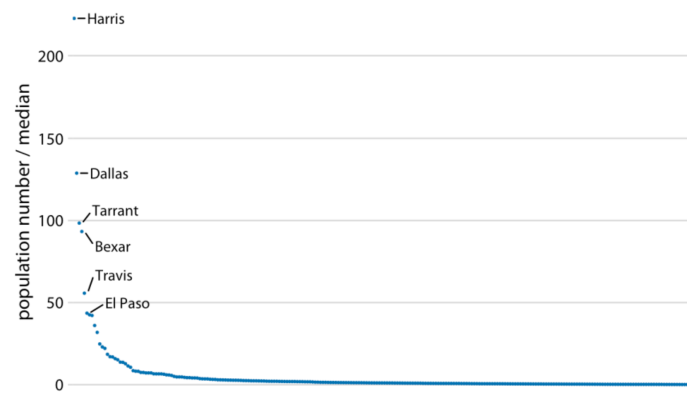 Harris
200
150
Dallas
Tarrant
100
Bexar
Travis
50
El Paso
0
population number / median